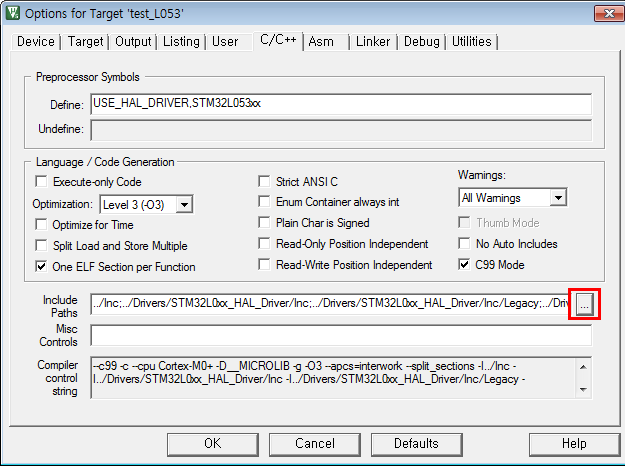 Options for Target 'test_L053'
Device Target Output Listing User C/C++ Asm Linker Debug Utilities
Preprocessor Symbols
Define: USE_HAL_DRIVER,STM32L053xx
Undefine:
Language / Code Generation
Execute-only Code
Optimization: Level 3 (-O3)
Optimize for Time
Split Load and Store Multiple
One ELF Section per Function
Strict ANSI C
Enum Container always int
Plain Char is Signed
Read-Only Position Independent
Read-Write Position Independent
Warnings:
All Warnings
Thumb Mode
No Auto Includes
C99 Mode
Include
Paths
../Inc;../Drivers/STM32L0xx_HAL_Driver/Inc;../Drivers/STM32L0xx_HAL_Driver/Inc/Legacy;../Driv
...
Misc
Controls
Compiler
control
string
--c99 -c --cpu Cortex-M0+ -D__MICROLIB -g -O3 --apcs=interwork --split_sections -I../Inc -
I../Drivers/STM32L0xx_HAL_Driver/Inc -I../Drivers/STM32L0xx_HAL_Driver/Inc/Legacy -
OK Cancel Defaults Help